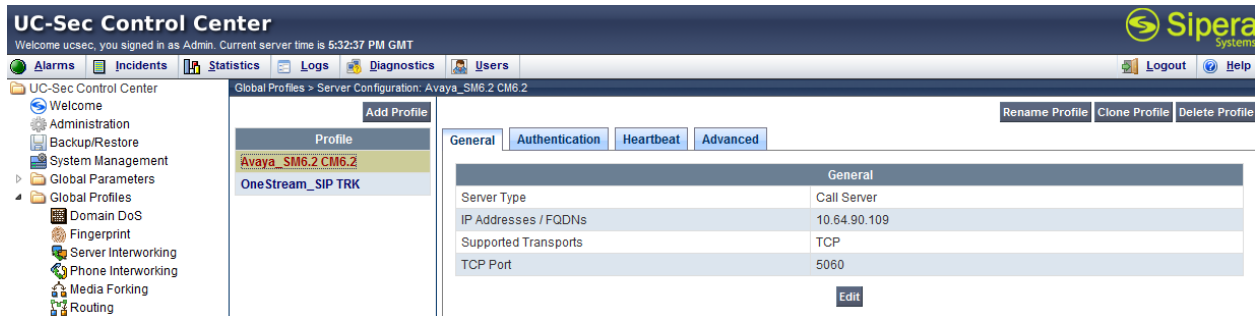 UC-Sec Control Center
Welcome ucsec, you signed in as Admin. Current server time is 5:32:37 PM GMT
Sipera
Systems
Alarms Incidents Statistics Logs Diagnostics Users Logout Help
UC-Sec Control Center
Welcome
Administration
Backup/Restore
System Management
Global Parameters
Global Profiles
Domain DoS
Fingerprint
Server Interworking
Phone Interworking
Media Forking
Routing
Global Profiles > Server Configuration: Avaya_SM6.2 CM6.2
Add Profile
Profile
Avaya_SM6.2 CM6.2
OneStream_SIP TRK
Rename Profile Clone Profile Delete Profile
General Authentication Heartbeat Advanced
General
Server Type Call Server
IP Addresses / FQDNs 10.64.90.109
Supported Transports TCP
TCP Port 5060
Edit